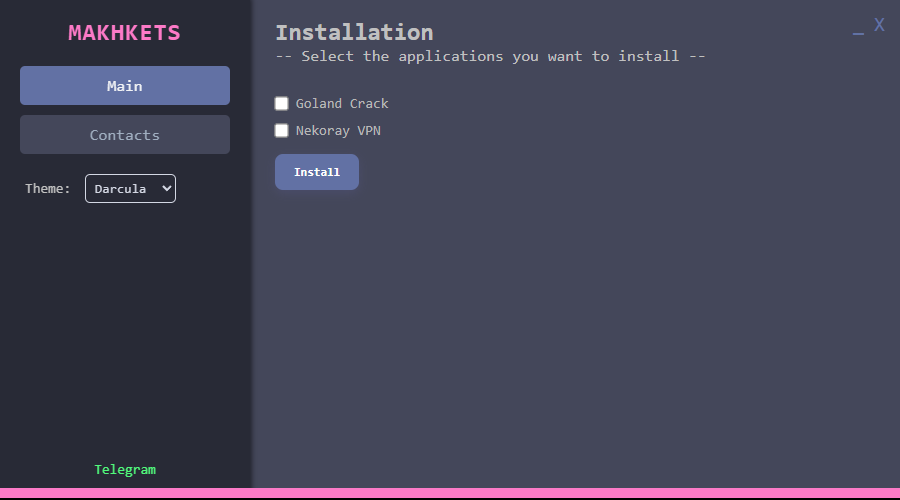 MAKHKETS
Main
Contacts
Theme: Darcula
Telegram
Installation
-- Select the applications you want to install --
Goland Crack
Nekoray VPN
Install
_ X